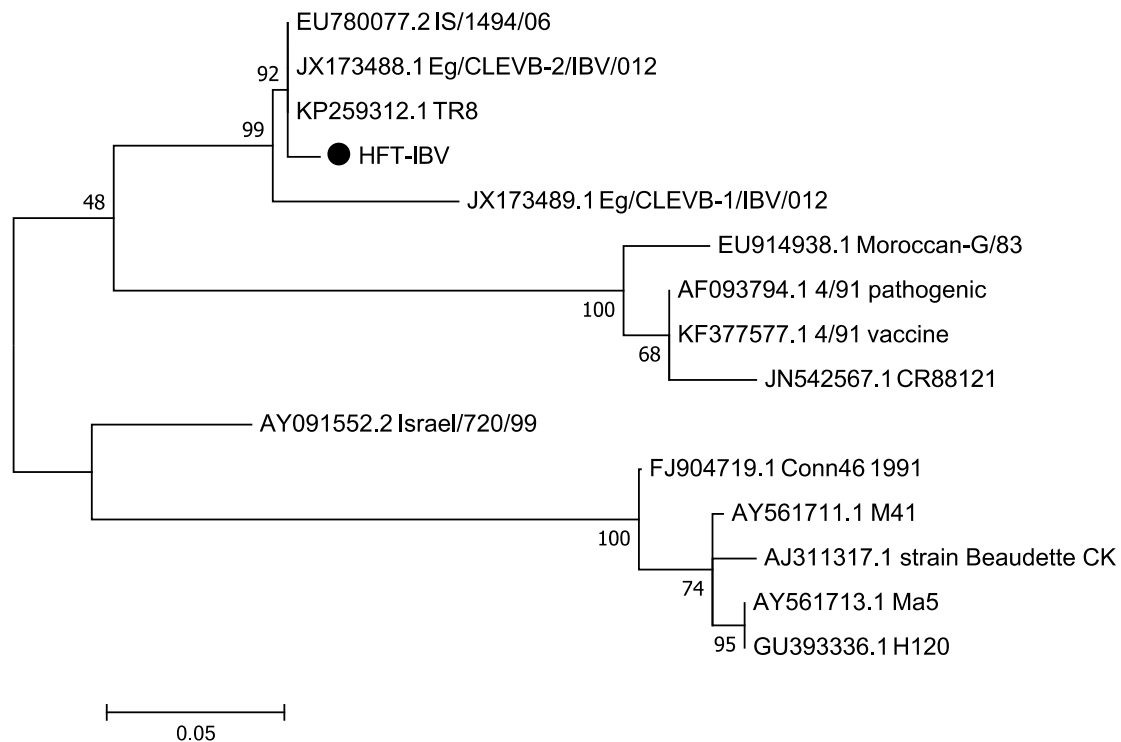 EU780077.2 IS/1494/06
92
JX173488.1 Eg/CLEVB-2/IBV/012
KP259312.1 TR8
99
HFT-IBV
48
JX173489.1 Eg/CLEVB-1/IBV/012
EU914938.1 Moroccan-G/83
AF093794.1 4/91 pathogenic
100
KF377577.1 4/91 vaccine
68
JN542567.1 CR88121
AY091552.2 Israel/720/99
FJ904719.1 Conn46 1991
AY561711.1 M41
100
AJ311317.1 strain Beaudette CK
74
AY561713.1 Ma5
95
GU393336.1 H120
0.05